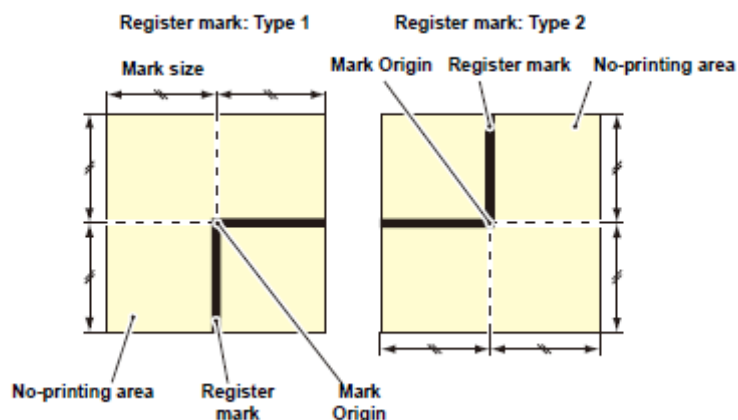 Register mark: Type 1
Register mark: Type 2
Mark size
Mark Origin
Register mark
No-printing area
No-printing area
Register
mark
Mark
Origin